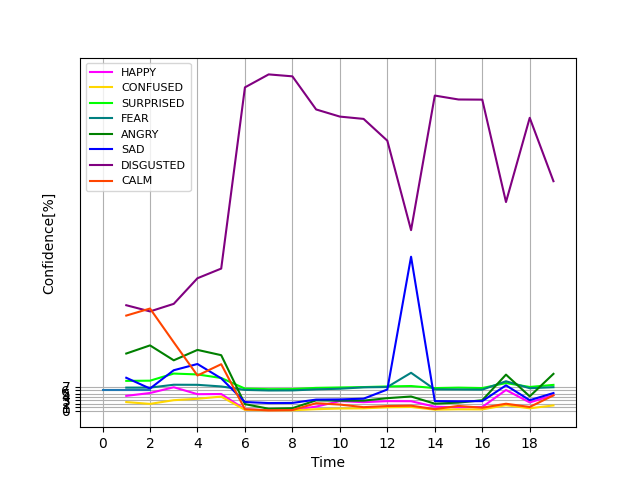 HAPPY
CONFUSED
SURPRISED
FEAR
ANGRY
SAD
DISGUSTED
CALM
Confidence[%]
0 2 4 6 8 10 12 14 16 18
Time